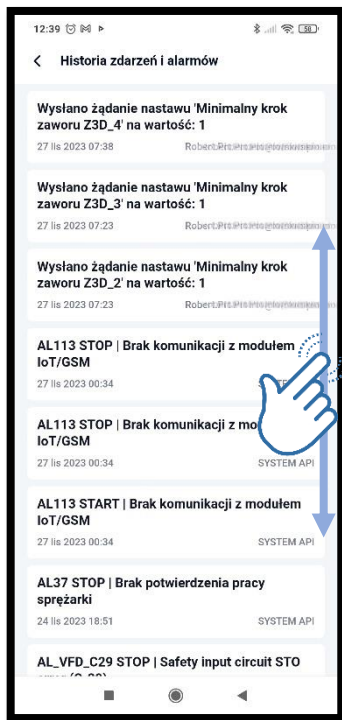 12:39
58
Historia zdarzeń i alarmów
Wysłano żądanie nastawu 'Minimalny krok
zaworu Z3D_4' na wartość: 1
27 lis 2023 07:38
Wysłano żądanie nastawu 'Minimalny krok
zaworu Z3D_3' na wartość: 1
27 lis 2023 07:23
Wysłano żądanie nastawu 'Minimalny krok
zaworu Z3D_2' na wartość: 1
27 lis 2023 07:23
AL113 STOP | Brak komunikacji z modułem
IoT/GSM
27 lis 2023 00:34
AL113 STOP | Brak komunikacji z
IoT/GSM
27 lis 2023 00:34 SYSTEM API
AL113 START | Brak komunikacji z modułem
IoT/GSM
27 lis 2023 00:34 SYSTEM API
AL37 STOP | Brak potwierdzenia pracy
sprężarki
24 lis 2023 18:51 SYSTEM API
AL_VFD_C29 STOP | Safety input circuit STO